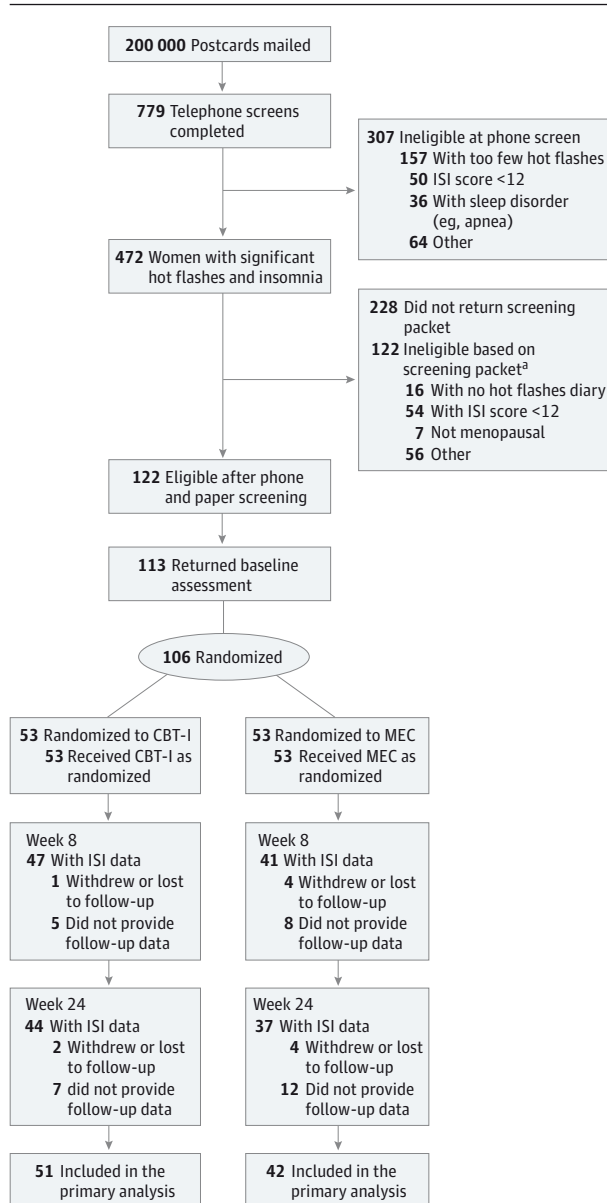 200 000 Postcards mailed
779 Telephone screens
completed
307 Ineligible at phone screen
157 With too few hot flashes
50 ISI score <12
36 With sleep disorder
(eg, apnea)
64 Other
472 Women with significant
hot flashes and insomnia
228 Did not return screening
packet
122 Ineligible based on
screening packetᵃ
16 With no hot flashes diary
54 With ISI score <12
7 Not menopausal
56 Other
122 Eligible after phone
and paper screening
113 Returned baseline
assessment
106 Randomized
53 Randomized to CBT-I
53 Received CBT-I as
randomized
53 Randomized to MEC
53 Received MEC as
randomized
Week 8
47 With ISI data
1 Withdrew or lost
to follow-up
5 Did not provide
follow-up data
Week 8
41 With ISI data
4 Withdrew or lost
to follow-up
8 Did not provide
follow-up data
Week 24
44 With ISI data
2 Withdrew or lost
to follow-up
7 did not provide
follow-up data
Week 24
37 With ISI data
4 Withdrew or lost
to follow-up
12 Did not provide
follow-up data
51 Included in the
primary analysis
42 Included in the
primary analysis